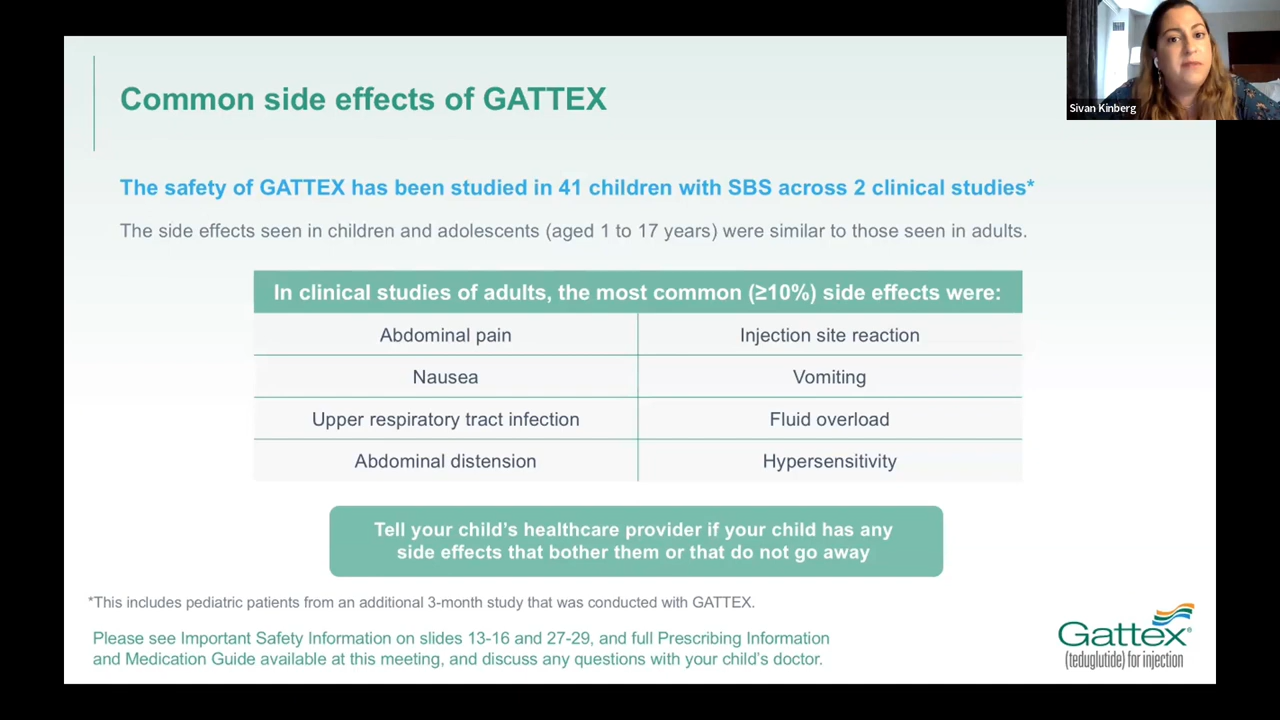 Sivan Kinberg
Common side effects of GATTEX
The safety of GATTEX has been studied in 41 children with SBS across 2 clinical studies*
The side effects seen in children and adolescents (aged 1 to 17 years) were similar to those seen in adults.
In clinical studies of adults, the most common (≥10%) side effects were:
Abdominal pain
Injection site reaction
Nausea
Vomiting
Upper respiratory tract infection
Fluid overload
Abdominal distension
Hypersensitivity
Tell your child's healthcare provider if your child has any
side effects that bother them or that do not go away
*This includes pediatric patients from an additional 3-month study that was conducted with GATTEX.
Please see Important Safety Information on slides 13-16 and 27-29, and full Prescribing Information
and Medication Guide available at this meeting, and discuss any questions with your child's doctor.
Gattex®
(teduglutide) for injection